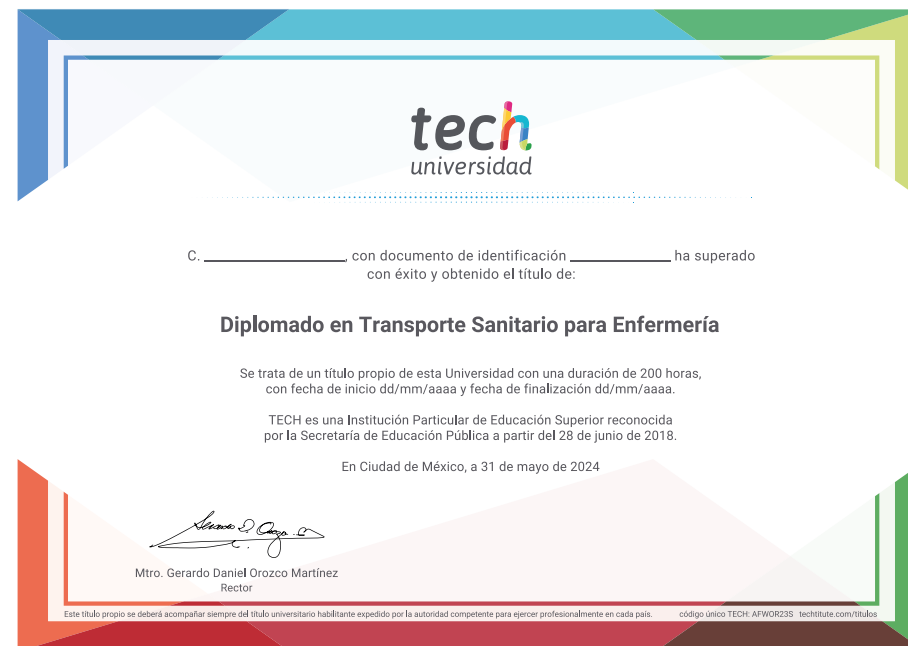 tech
universidad
C. ____________, con documento de identificación ____________ ha superado
con éxito y obtenido el título de:
Diplomado en Transporte Sanitario para Enfermería
Se trata de un título propio de esta Universidad con una duración de 200 horas,
con fecha de inicio dd/mm/aaaa y fecha de finalización dd/mm/aaaa.
TECH es una Institución Particular de Educación Superior reconocida
por la Secretaría de Educación Pública a partir del 28 de junio de 2018.
En Ciudad de México, a 31 de mayo de 2024
Mtro. Gerardo Daniel Orozco Martínez
Rector
Este título propio se deberá acompañar siempre del título universitario habilitante expedido por la autoridad competente para ejercer profesionalmente en cada país. código único TECH: AFWOR23S techtitute.com/titulos